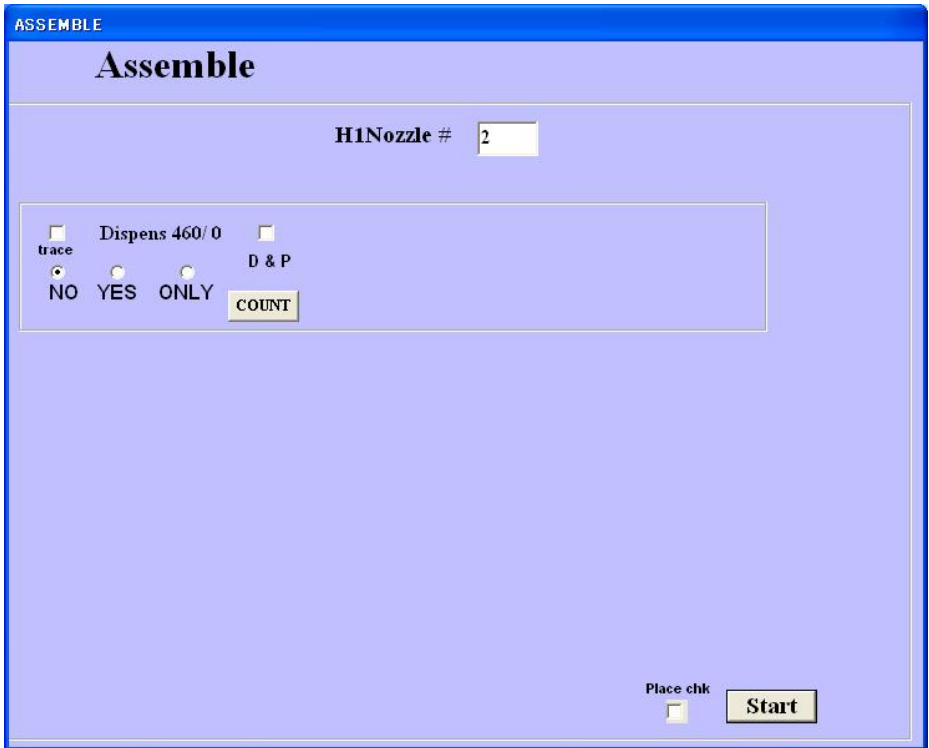 ASSEMBLE
Assemble
H1Nozzle # 2
Dispens 460/ 0
trace
D & P
NO YES ONLY
COUNT
Place chk
Start